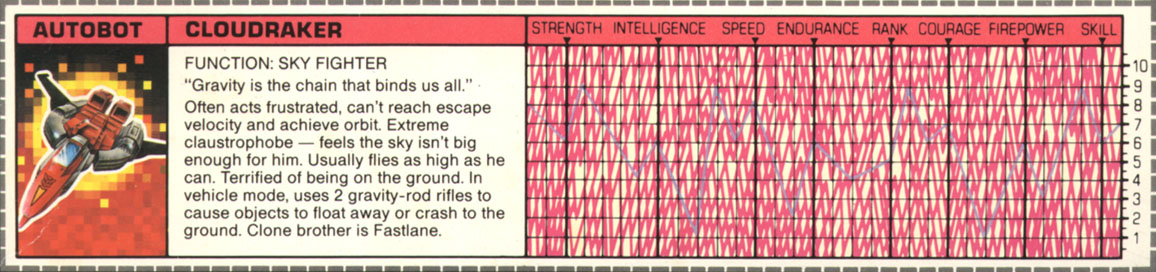 AUTOBOT
CLOUDRAKER
FUNCTION: SKY FIGHTER
“Gravity is the chain that binds us all.”
Often acts frustrated, can’t reach escape
velocity and achieve orbit. Extreme
claustrophobe — feels the sky isn’t big
enough for him. Usually flies as high as he
can. Terrified of being on the ground. In
vehicle mode, uses 2 gravity-rod rifles to
cause objects to float away or crash to the
ground. Clone brother is Fastlane.
STRENGTH INTELLIGENCE SPEED ENDURANCE RANK COURAGE FIREPOWER SKILL
10
9
8
7
6
5
4
3
2
1